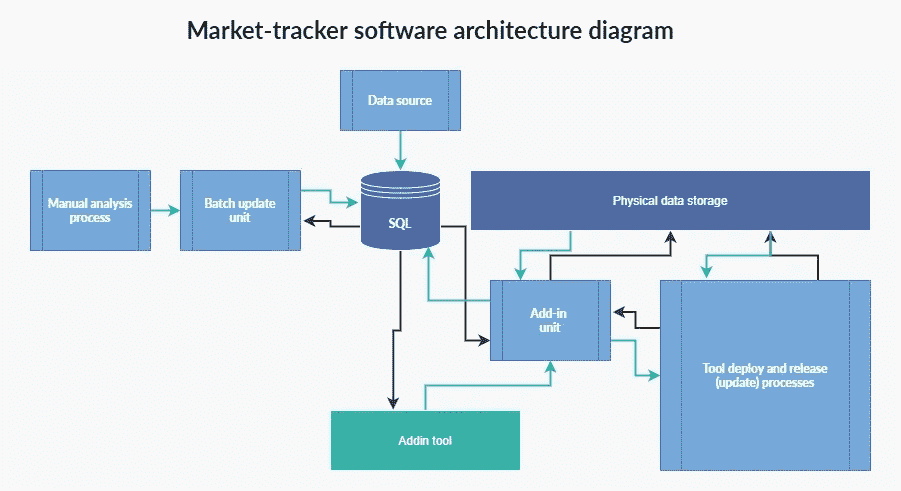 Market-tracker software architecture diagram
Data source
Manual analysis
process
Batch update
unit
SQL
Physical data storage
Add-in
unit
Tool deploy and release
(update) processes
Addin tool